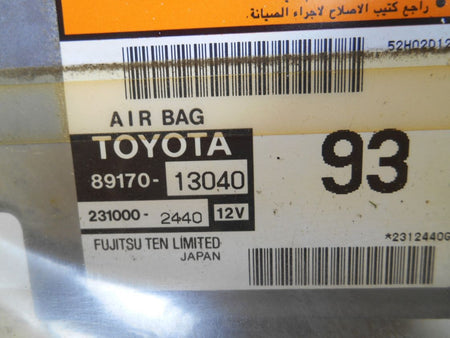 راجع كتيب الاصلاح لاجراء الصيانة
52H02D12
AIR BAG
TOYOTA
93
89170- 13040
231000- 2440 12V
*2312440G
FUJITSU TEN LIMITED
JAPAN